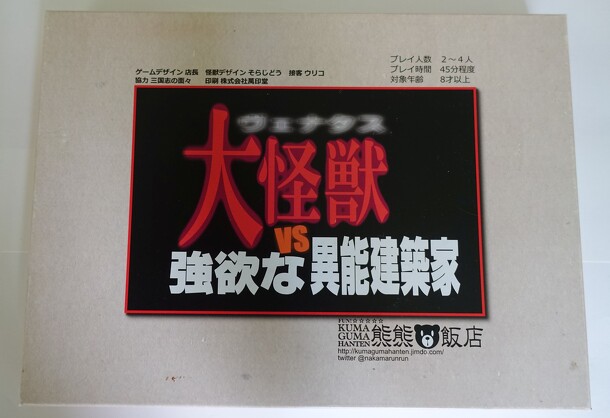 プレイ人数 2～4人
プレイ時間 45分程度
対象年齢 8才以上
ゲームデザイン 店長 怪獣デザイン そらじどう 接客 ウリコ
協力 三国志の面々 印刷 株式会社萬印堂
ヴェナタス
大怪獣
VS
強欲な異能建築家
FUN!☆☆☆☆☆
KUMA
GUMA
HANTEN
熊熊飯店
http://kumagumahanten.jimdo.com/
twitter @nakamarunrun